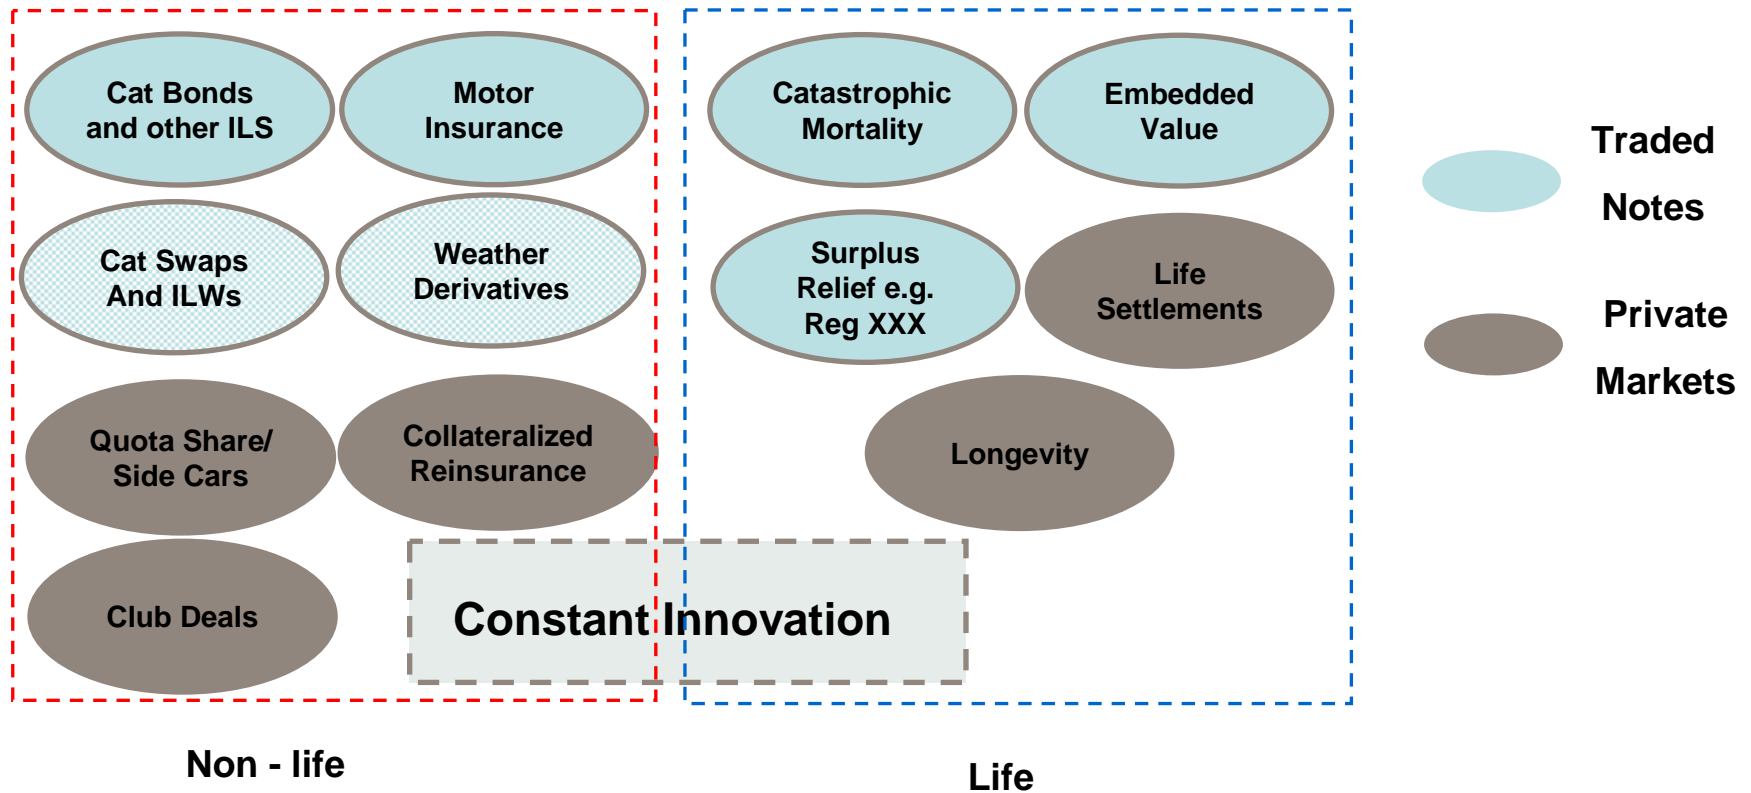 Cat Bonds
and other ILS
Motor
Insurance
Catastrophic
Mortality
Embedded
Value
Traded
Notes
Cat Swaps
And ILWs
Weather
Derivatives
Surplus
Relief e.g.
Reg XXX
Life
Settlements
Private
Markets
Quota Share/
Side Cars
Collateralized
Reinsurance
Longevity
Club Deals
Constant Innovation
Non - life
Life